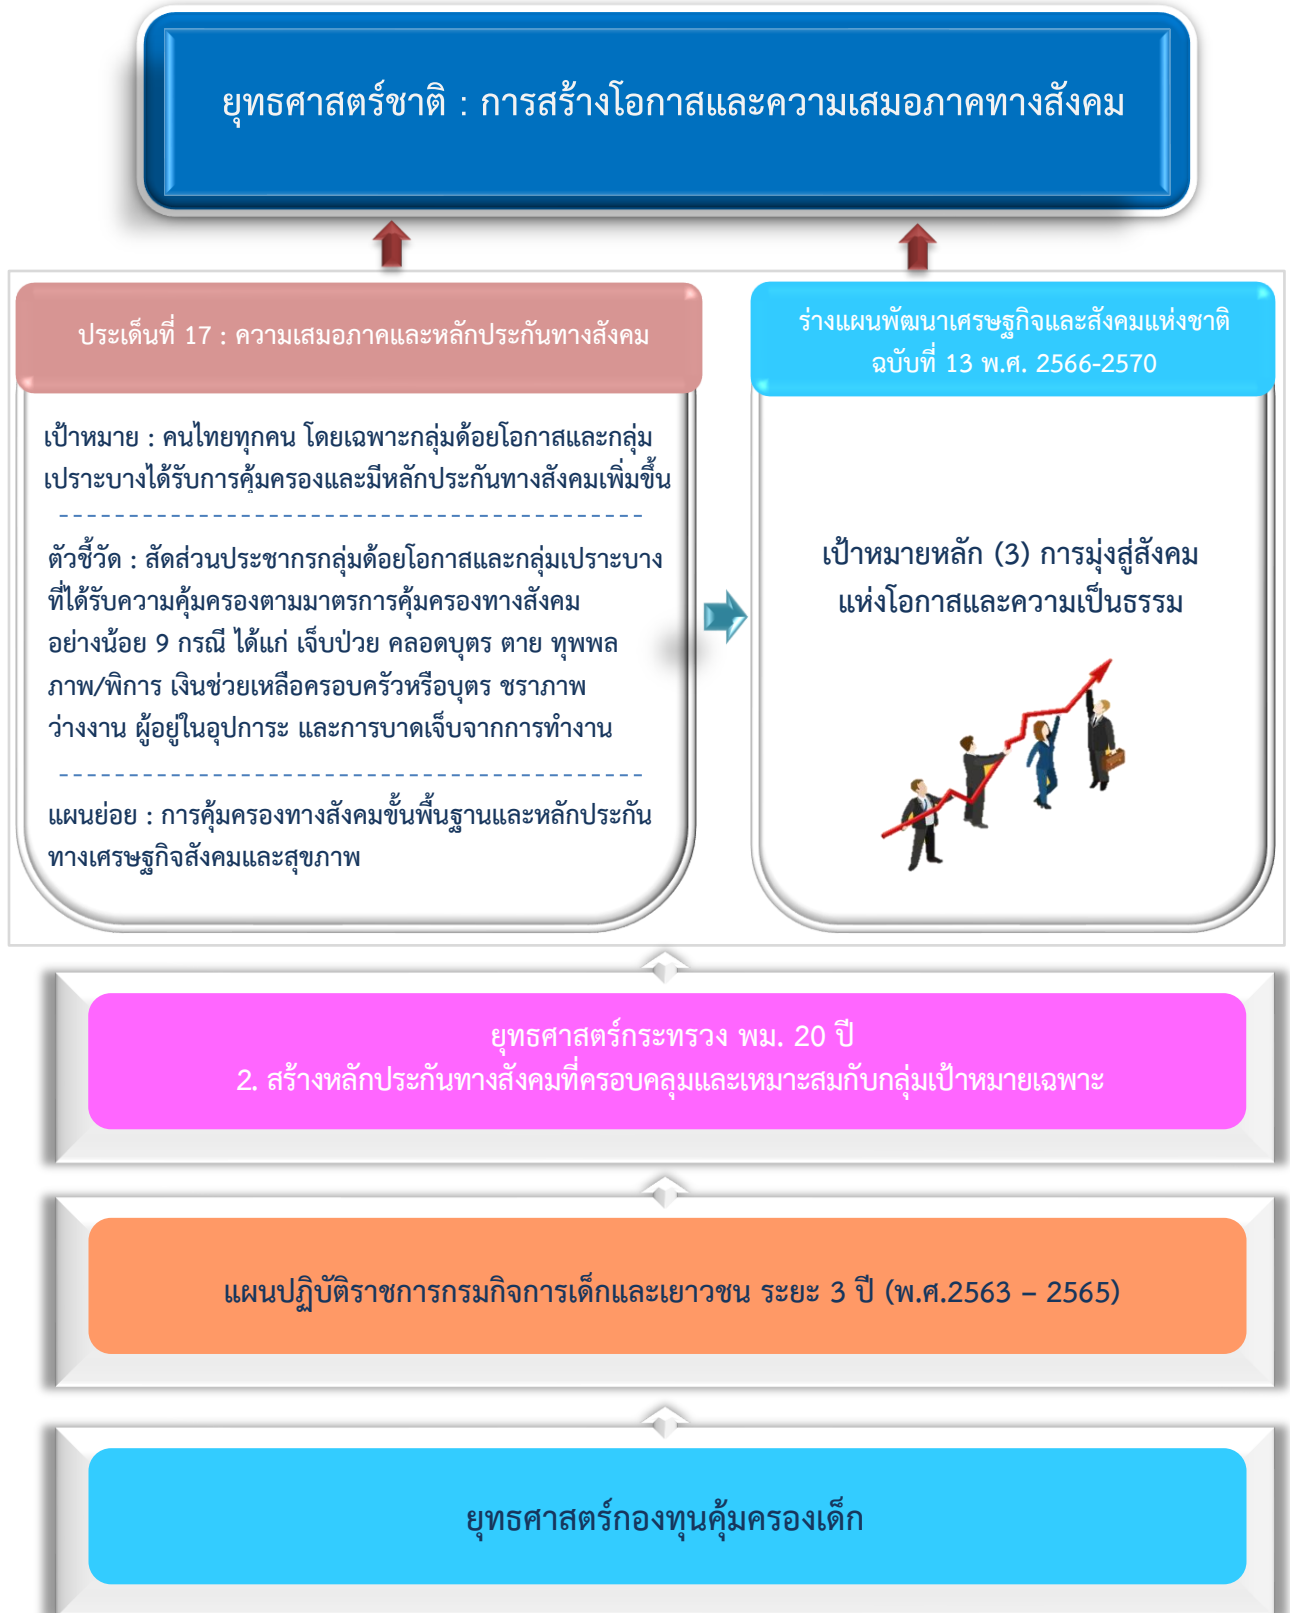 ยุทธศาสตร์ชาติ : การสร้างโอกาสและความเสมอภาคทางสังคม
ประเด็นที่ 17 : ความเสมอภาคและหลักประกันทางสังคม
เป้าหมาย : คนไทยทุกคน โดยเฉพาะกลุ่มด้อยโอกาสและกลุ่ม
เปราะบางได้รับการคุ้มครองและมีหลักประกันทางสังคมเพิ่มขึ้น
ตัวชี้วัด : สัดส่วนประชากรกลุ่มด้อยโอกาสและกลุ่มเปราะบาง
ที่ได้รับความคุ้มครองตามมาตรการคุ้มครองทางสังคม
อย่างน้อย 9 กรณี ได้แก่ เจ็บป่วย คลอดบุตร ตาย ทุพพล
ภาพ/พิการ เงินช่วยเหลือครอบครัวหรือบุตร ชราภาพ
ว่างงาน ผู้อยู่ในอุปการะ และการบาดเจ็บจากการทำงาน
แผนย่อย : การคุ้มครองทางสังคมขั้นพื้นฐานและหลักประกัน
ทางเศรษฐกิจสังคมและสุขภาพ
ร่างแผนพัฒนาเศรษฐกิจและสังคมแห่งชาติ
ฉบับที่ 13 พ.ศ. 2566-2570
เป้าหมายหลัก (3) การมุ่งสู่สังคม
แห่งโอกาสและความเป็นธรรม
ยุทธศาสตร์กระทรวง พม. 20 ปี
2. สร้างหลักประกันทางสังคมที่ครอบคลุมและเหมาะสมกับกลุ่มเป้าหมายเฉพาะ
แผนปฏิบัติราชการกรมกิจการเด็กและเยาวชน ระยะ 3 ปี (พ.ศ.2563 – 2565)
ยุทธศาสตร์กองทุนคุ้มครองเด็ก